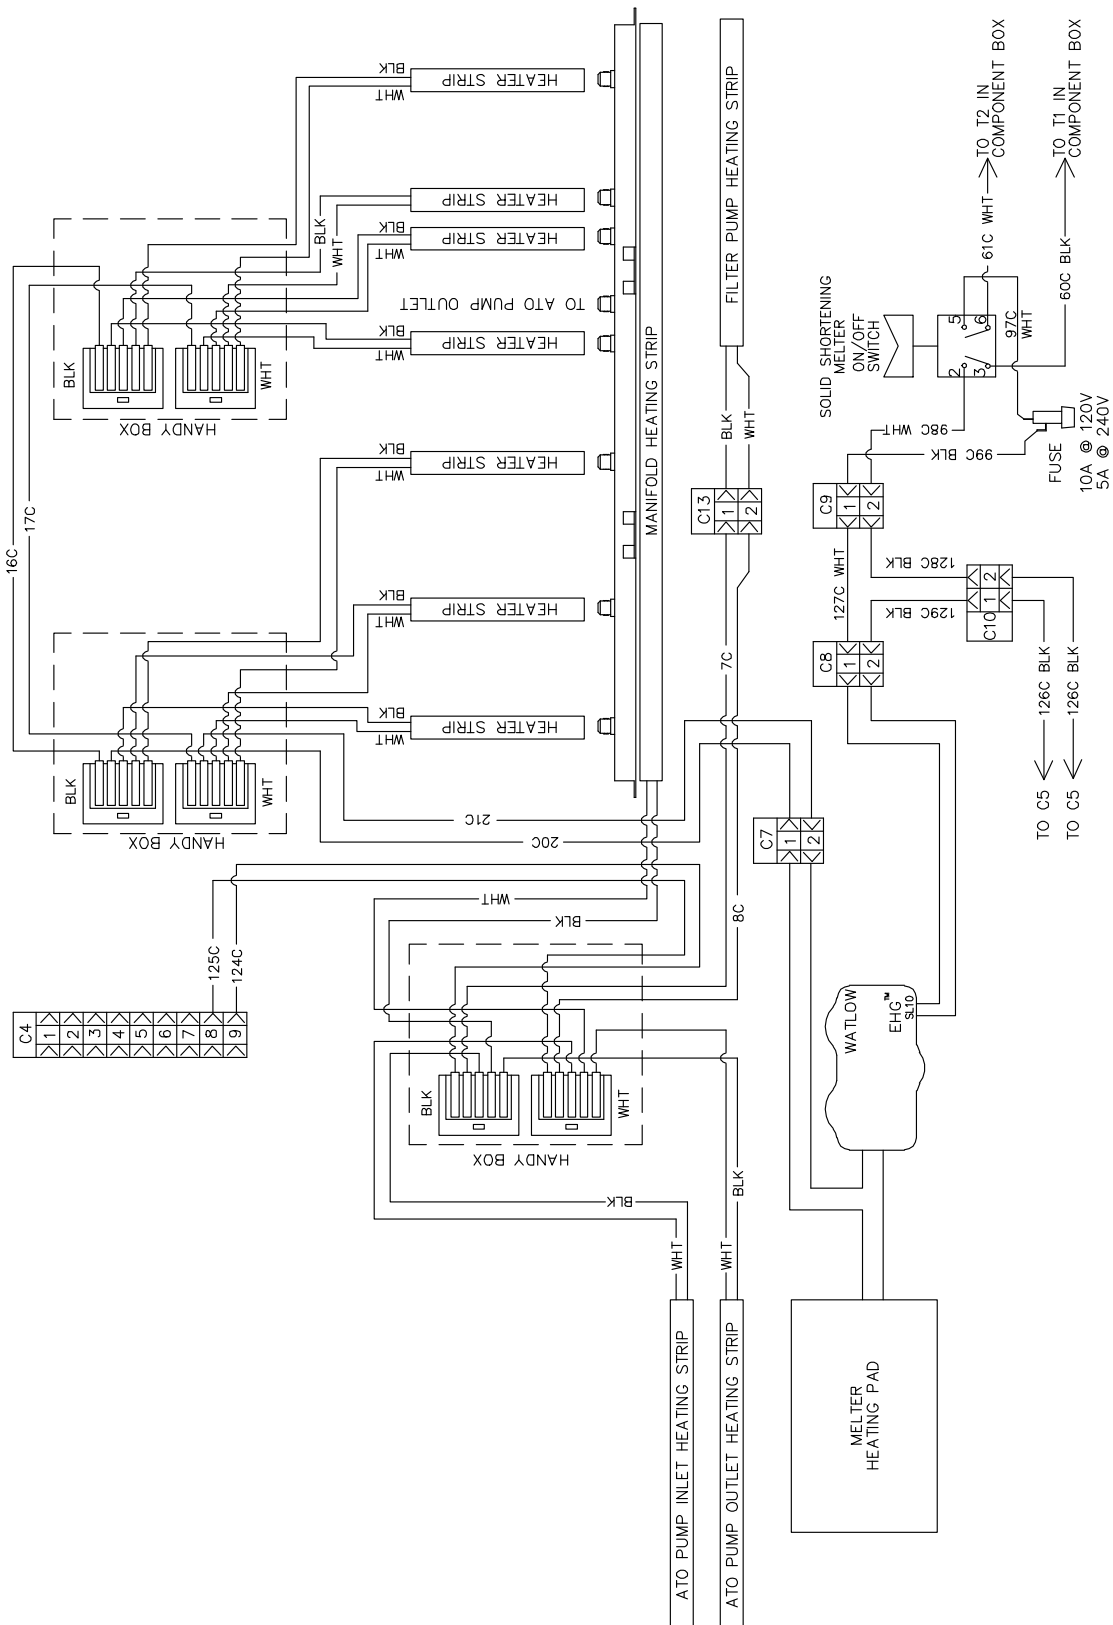 BLK
WHT
HEATER STRIP
HEATER STRIP
BLK
WHT
BLK
WHT
HEATER STRIP
TO ATO PUMP OUTLET
BLK
WHT
HEATER STRIP
BLK
WHT
HEATER STRIP
BLK
WHT
HEATER STRIP
BLK
WHT
HEATER STRIP
BLK
WHT
HANDY BOX
16C
17C
BLK
WHT
HANDY BOX
21C
20C
MANIFOLD HEATING STRIP
FILTER PUMP HEATING STRIP
BLK
WHT
C13
1
2
7C
8C
C4
1
2
3
4
5
6
7
8
9
125C
124C
WHT
BLK
BLK
WHT
HANDY BOX
BLK
WHT
WHT
BLK
ATO PUMP INLET HEATING STRIP
ATO PUMP OUTLET HEATING STRIP
C7
1
2
WATLOW
EHG™
SL10
MELTER
HEATING PAD
TO T2 IN
COMPONENT BOX
TO T1 IN
COMPONENT BOX
61C WHT
60C BLK
SOLID SHORTENING
MELTER
ON/OFF
SWITCH
2
5
3
6
97C
WHT
98C WHT
99C BLK
FUSE
10A @ 120V
5A @ 240V
C9
1
2
127C WHT
128C BLK
129C BLK
C8
1
2
C10
1
2
126C BLK
126C BLK
TO C5
TO C5